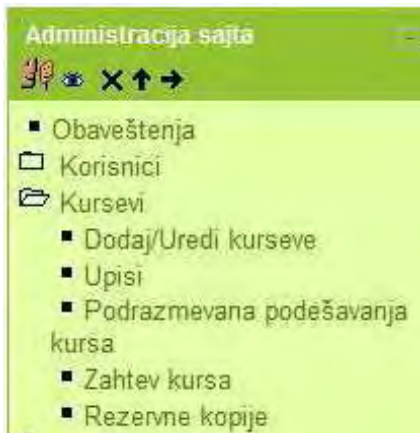 Administracija sajta
Obaveštenja
Korisnici
Kursevi
Dodaj/Uredi kurseve
Upisi
Podrazmevana podešavanja
kursa
Zahtev kursa
Rezervne kopije